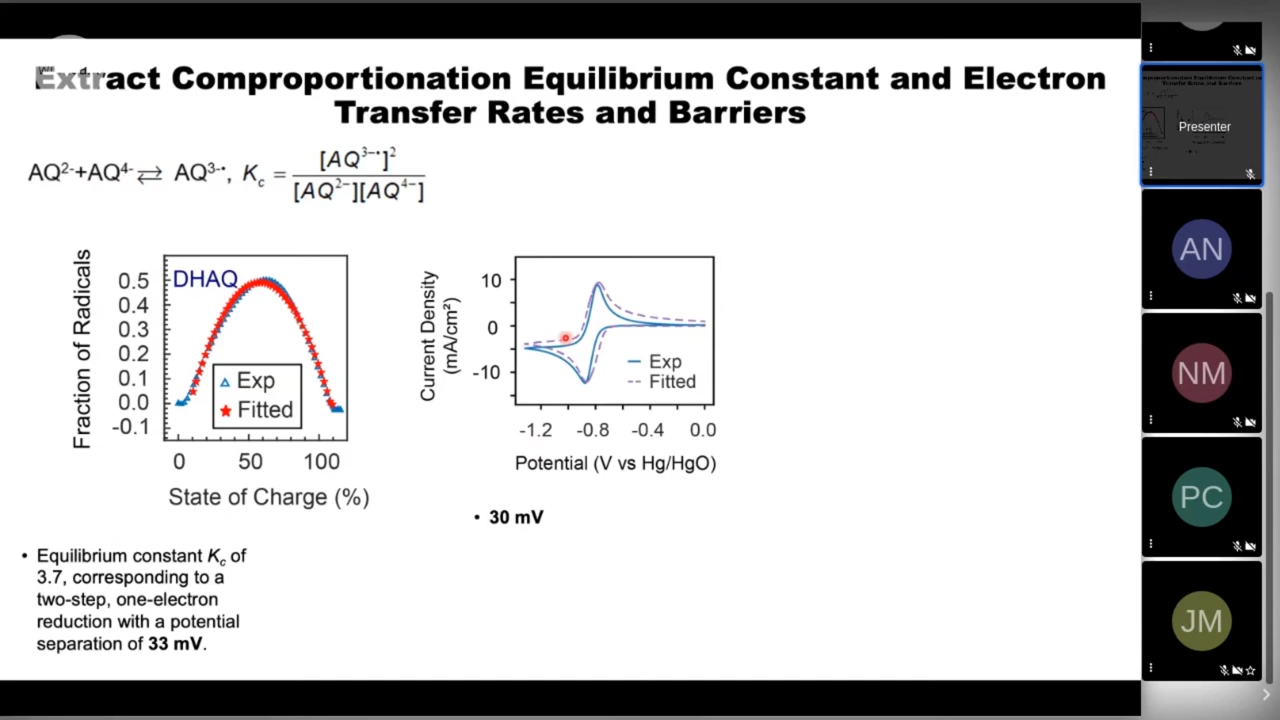 Extract Comproportionation Equilibrium Constant and Electron
Transfer Rates and Barriers
AQ²⁻+AQ⁴⁻ ⇄ AQ³⁻•, K_c = [AQ³⁻•]² / [AQ²⁻][AQ⁴⁻]
Fraction of Radicals
0.5
0.4
0.3
0.2
0.1
0.0
-0.1
DHAQ
Exp
Fitted
0 50 100
State of Charge (%)
Current Density
(mA/cm²)
10
0
-10
Exp
Fitted
-1.2 -0.8 -0.4 0.0
Potential (V vs Hg/HgO)
• 30 mV
• Equilibrium constant K_c of
3.7, corresponding to a
two-step, one-electron
reduction with a potential
separation of 33 mV.
Presenter
AN
NM
PC
JM